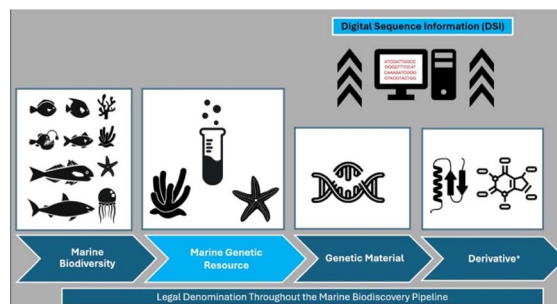 Digital Sequence Information (DSI)
Marine
Biodiversity
Marine Genetic
Resource
Genetic Material
Derivative*
Legal Denomination Throughout the Marine Biodiscovery Pipeline